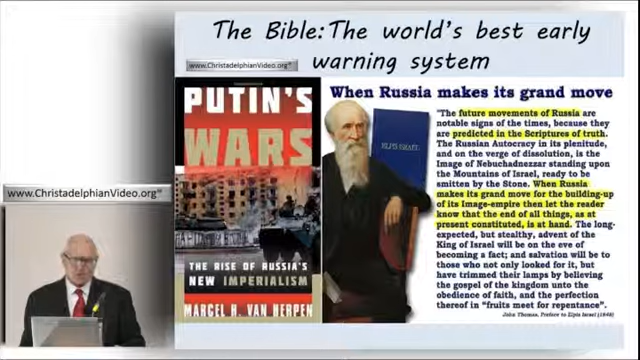 The Bible: The world's best early
warning system
www.ChristadelphianVideo.org®
When Russia makes its grand move
PUTIN'S
WARS
THE RISE OF RUSSIA'S
NEW IMPERIALISM
MARCEL H. VAN HERPEN
ELPIS ISRAEL
"The future movements of Russia are
notable signs of the times, because they
are predicted in the Scriptures of truth.
The Russian Autocracy in its plenitude,
and on the verge of dissolution, is the
Image of Nebuchadnezzar standing upon
the Mountains of Israel, ready to be
smitten by the Stone. When Russia
makes its grand move for the building-up
of its Image-empire then let the reader
know that the end of all things, as at
present constituted, is at hand. The long-
expected, but stealthy, advent of the
King of Israel will be on the eve of
becoming a fact; and salvation will be to
those who not only looked for it, but
have trimmed their lamps by believing
the gospel of the kingdom unto the
obedience of faith, and the perfection
thereof in "fruits meet for repentance".
John Thomas, Preface to Elpis Israel (1848)
www.ChristadelphianVideo.org®